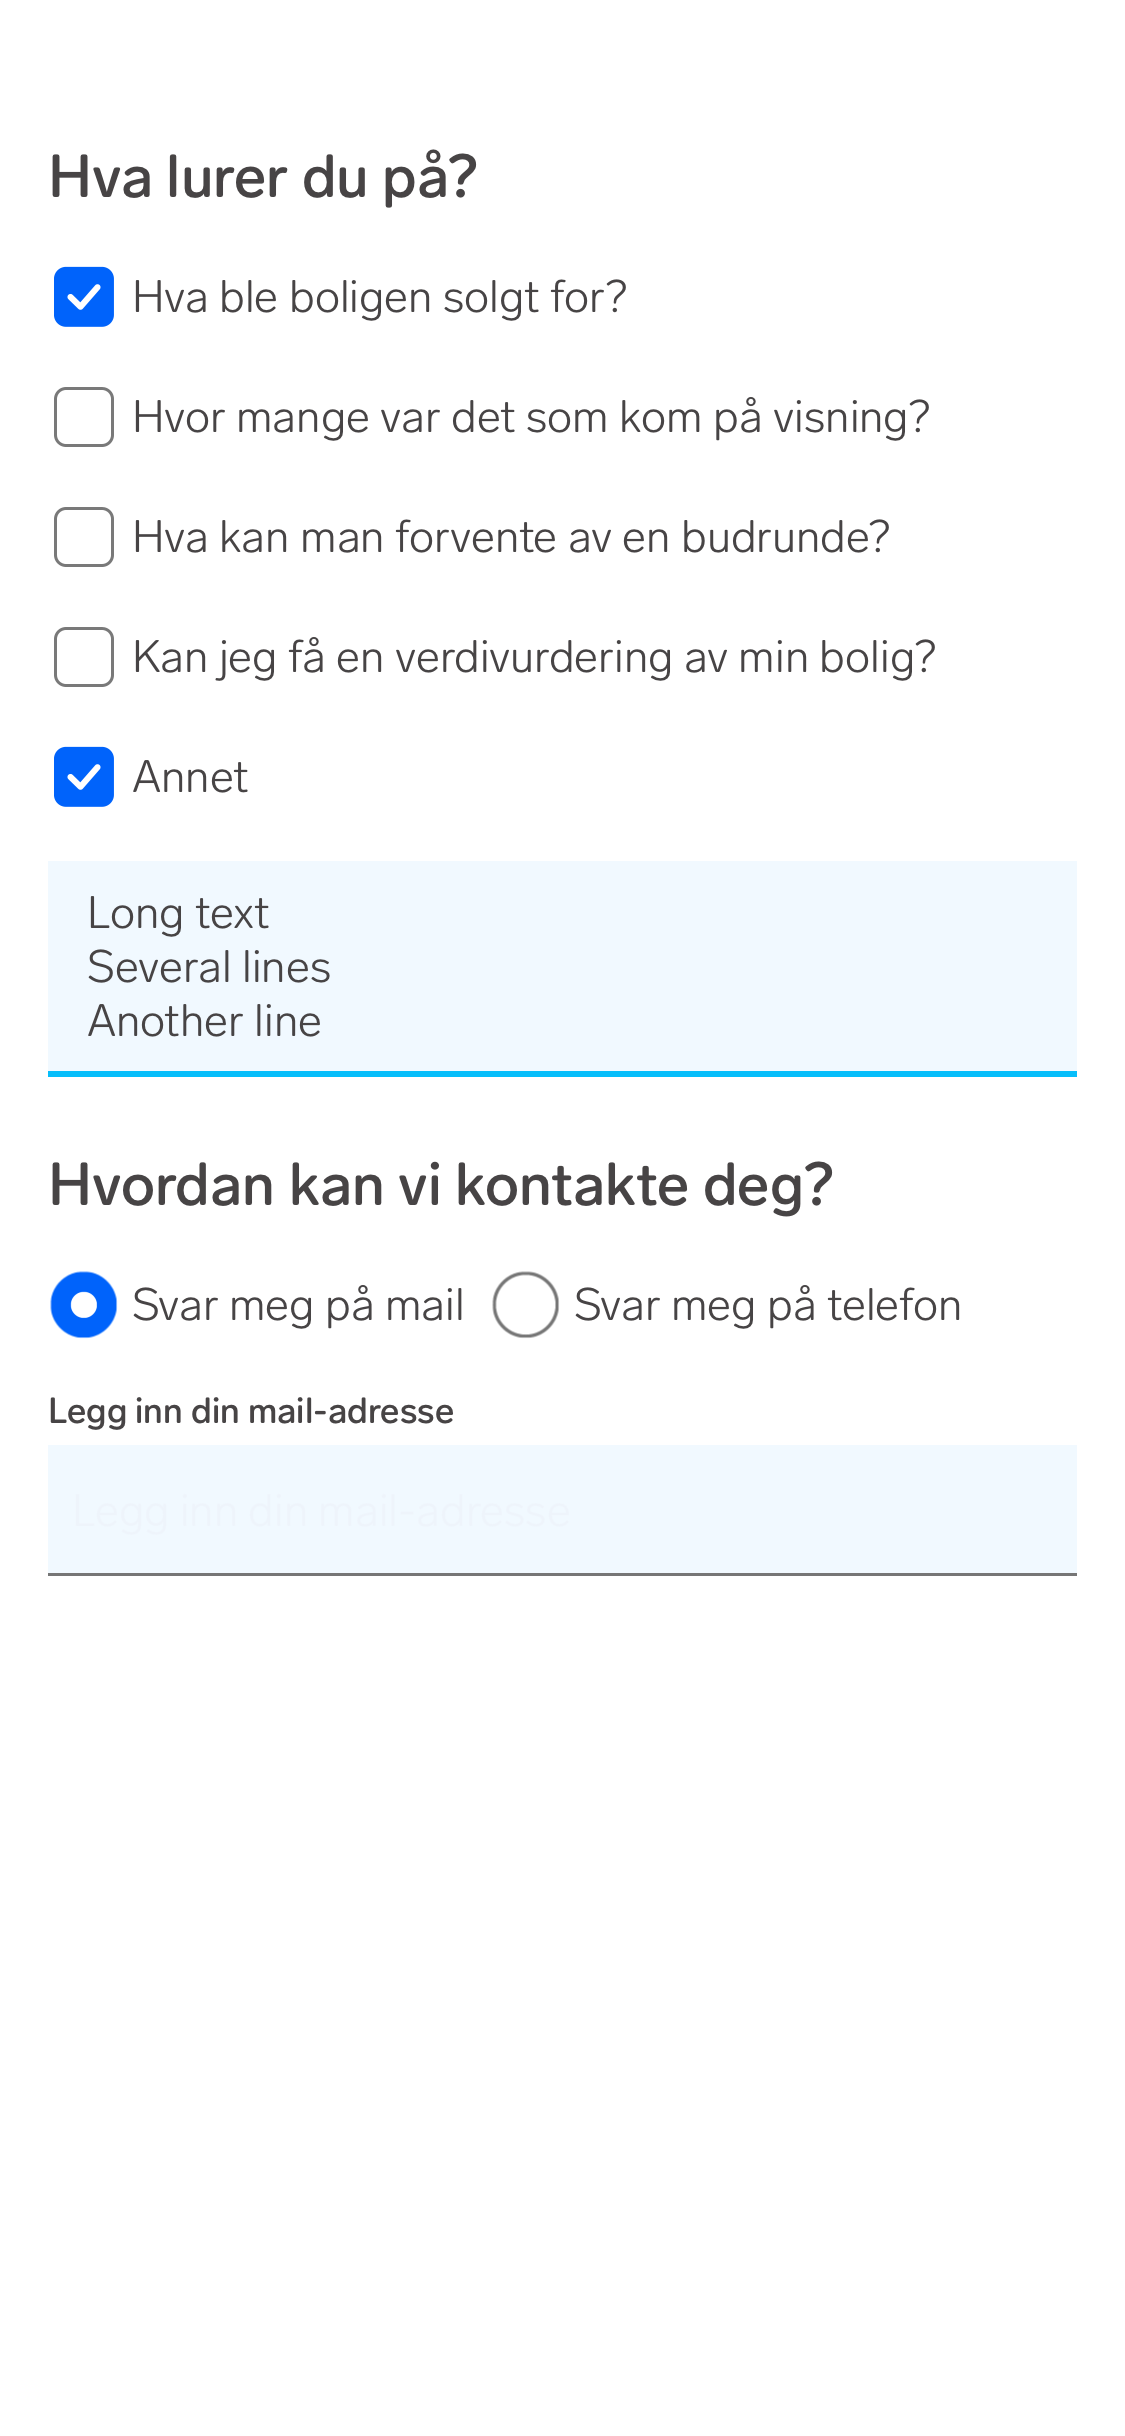 Hva lurer du på?
Hva ble boligen solgt for?
Hvor mange var det som kom på visning?
Hva kan man forvente av en budrunde?
Kan jeg få en verdivurdering av min bolig?
Annet
Long text
Several lines
Another line
Hvordan kan vi kontakte deg?
Svar meg på mail Svar meg på telefon
Legg inn din mail-adresse
Legg inn din mail-adresse